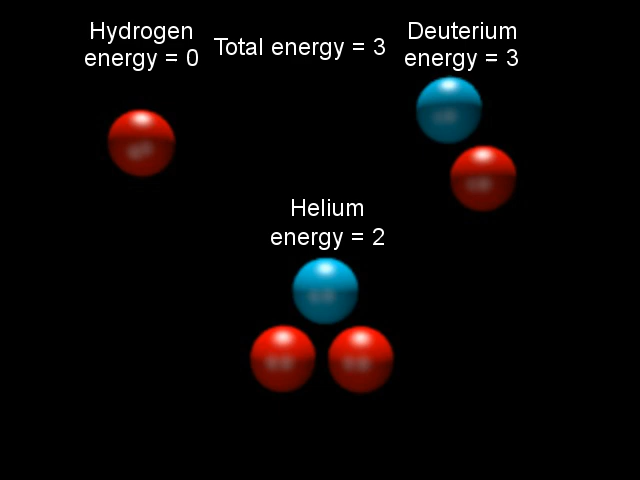 Hydrogen
energy = 0
Total energy = 3
Deuterium
energy = 3
Helium
energy = 2